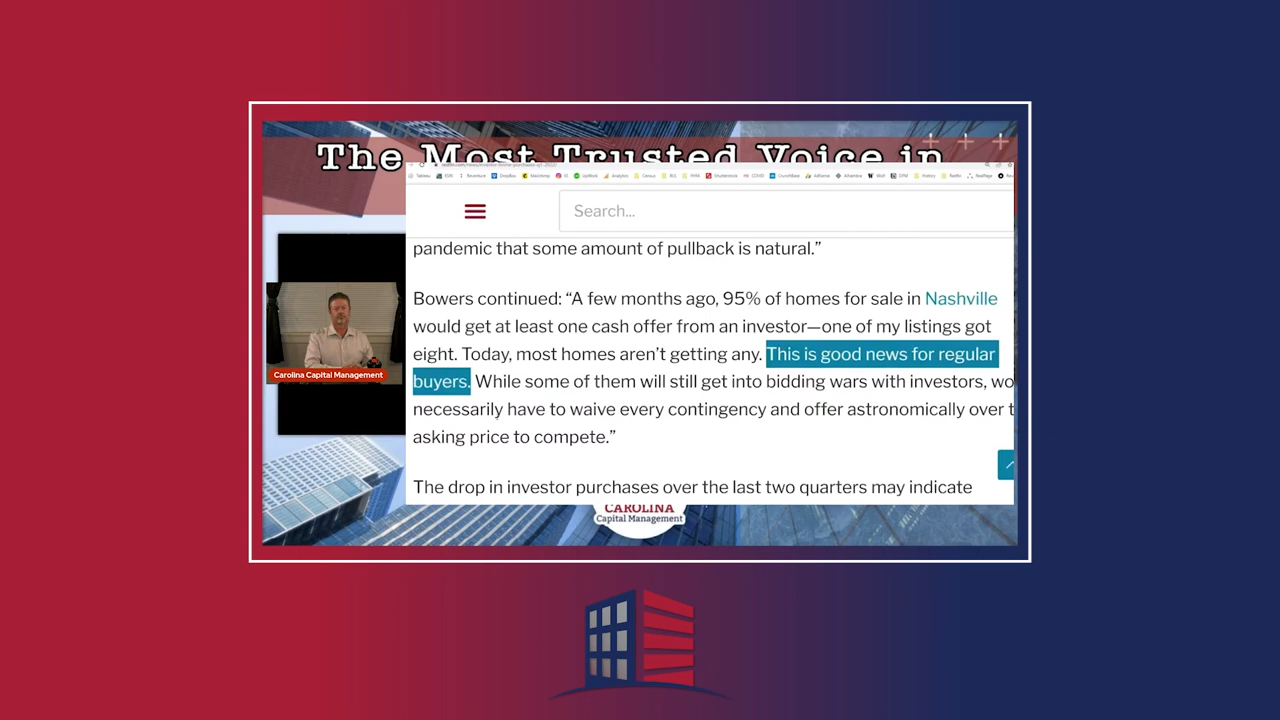 The Most Trusted Voice in
Search...
pandemic that some amount of pullback is natural.”
Bowers continued: “A few months ago, 95% of homes for sale in Nashville
would get at least one cash offer from an investor—one of my listings got
eight. Today, most homes aren’t getting any. This is good news for regular
buyers. While some of them will still get into bidding wars with investors, wo
necessarily have to waive every contingency and offer astronomically over t
asking price to compete.”
The drop in investor purchases over the last two quarters may indicate
Carolina Capital Management
CAROLINA
Capital Management